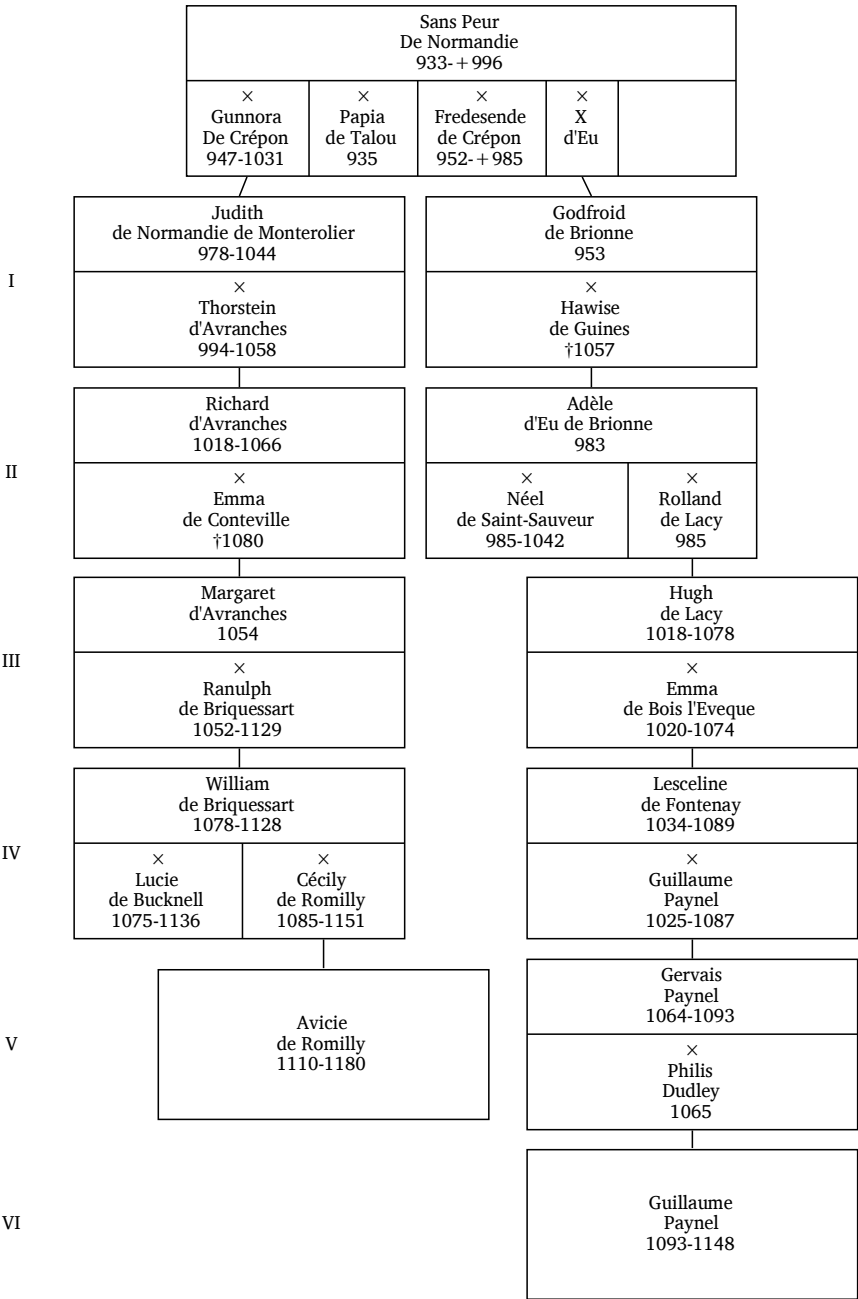 Sans Peur
De Normandie
933-+996
×
Gunnora
De Crépon
947-1031
×
Papia
de Talou
935
×
Fredesende
de Crépon
952-+985
×
X
d'Eu
I
Judith
de Normandie de Monterolier
978-1044
×
Thorstein
d'Avranches
994-1058
Godfroid
de Brionne
953
×
Hawise
de Guines
†1057
II
Richard
d'Avranches
1018-1066
×
Emma
de Conteville
†1080
Adèle
d'Eu de Brionne
983
×
Néel
de Saint-Sauveur
985-1042
×
Rolland
de Lacy
985
III
Margaret
d'Avranches
1054
×
Ranulph
de Briquessart
1052-1129
Hugh
de Lacy
1018-1078
×
Emma
de Bois l'Eveque
1020-1074
IV
William
de Briquessart
1078-1128
×
Lucie
de Bucknell
1075-1136
×
Cécily
de Romilly
1085-1151
Lesceline
de Fontenay
1034-1089
×
Guillaume
Paynel
1025-1087
V
Avicie
de Romilly
1110-1180
Gervais
Paynel
1064-1093
×
Philis
Dudley
1065
VI
Guillaume
Paynel
1093-1148